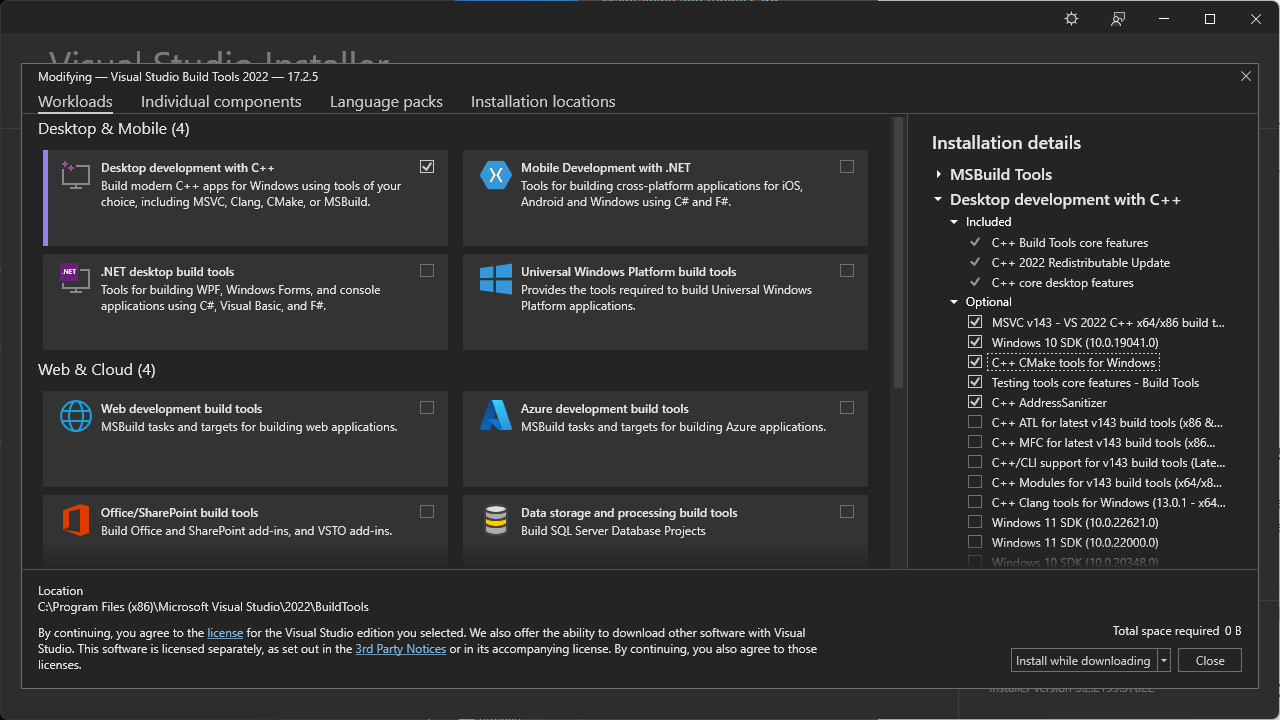 Visual Studio Installer
Modifying — Visual Studio Build Tools 2022 — 17.2.5
Workloads Individual components Language packs Installation locations
Desktop & Mobile (4)
Desktop development with C++
Build modern C++ apps for Windows using tools of your
choice, including MSVC, Clang, CMake, or MSBuild.
Mobile Development with .NET
Tools for building cross-platform applications for iOS,
Android and Windows using C# and F#.
.NET
.NET desktop build tools
Tools for building WPF, Windows Forms, and console
applications using C#, Visual Basic, and F#.
Universal Windows Platform build tools
Provides the tools required to build Universal Windows
Platform applications.
Web & Cloud (4)
Web development build tools
MSBuild tasks and targets for building web applications.
Azure development build tools
MSBuild tasks and targets for building Azure applications.
Office/SharePoint build tools
Build Office and SharePoint add-ins, and VSTO add-ins.
Data storage and processing build tools
Build SQL Server Database Projects
Installation details
MSBuild Tools
Desktop development with C++
Included
C++ Build Tools core features
C++ 2022 Redistributable Update
C++ core desktop features
Optional
MSVC v143 - VS 2022 C++ x64/x86 build t...
Windows 10 SDK (10.0.19041.0)
C++ CMake tools for Windows
Testing tools core features - Build Tools
C++ AddressSanitizer
C++ ATL for latest v143 build tools (x86 &...
C++ MFC for latest v143 build tools (x86...
C++/CLI support for v143 build tools (Late...
C++ Modules for v143 build tools (x64/x8...
C++ Clang tools for Windows (13.0.1 - x64...
Windows 11 SDK (10.0.22621.0)
Windows 11 SDK (10.0.22000.0)
Windows 10 SDK (10.0.20348.0)
Location
C:\Program Files (x86)\Microsoft Visual Studio\2022\BuildTools
By continuing, you agree to the license for the Visual Studio edition you selected. We also offer the ability to download other software with Visual
Studio. This software is licensed separately, as set out in the 3rd Party Notices or in its accompanying license. By continuing, you also agree to those
licenses.
Total space required 0 B
Install while downloading
Close